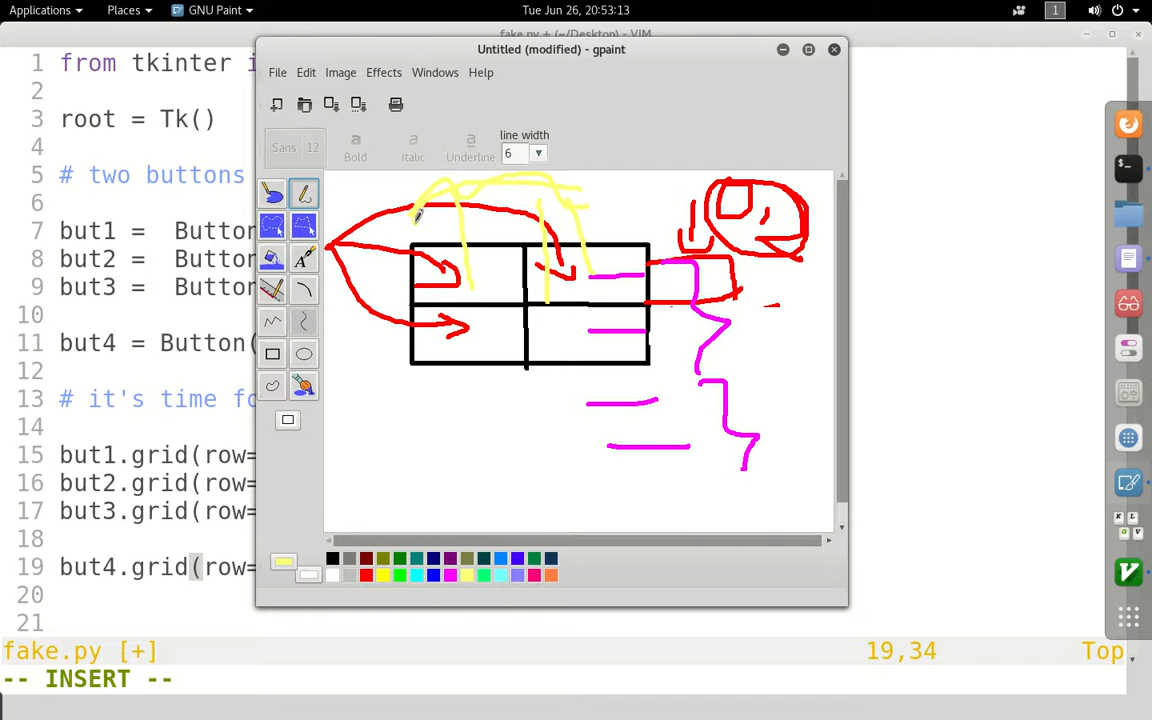 Applications Places GNU Paint Tue Jun 26, 20:53:13 1
fake.py + (~/Desktop) - VIM
Untitled (modified) - gpaint
File Edit Image Effects Windows Help
Sans 12 a Bold a Italic a Underline line width 6
1 from tkinter i
2
3 root = Tk()
4
5 # two buttons
6
7 but1 = Button
8 but2 = Button
9 but3 = Button
10
11 but4 = Button(
12
13 # it's time fo
14
15 but1.grid(row=
16 but2.grid(row=
17 but3.grid(row=
18
19 but4.grid(row=
20
21
fake.py [+] 19,34 Top
-- INSERT --